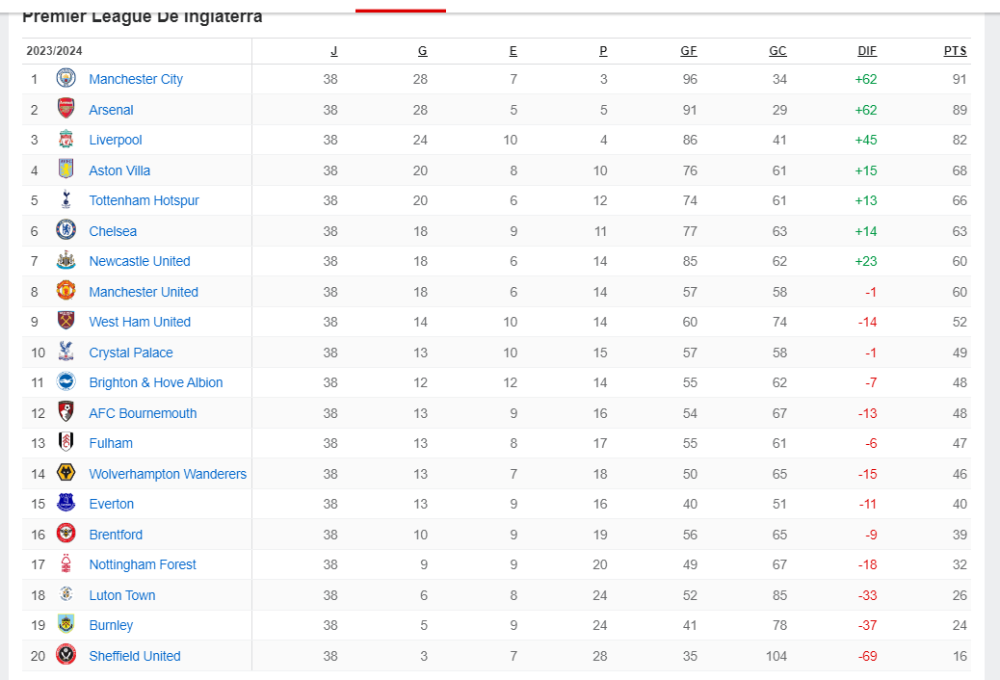 Premier League De Inglaterra
2023/2024 J G E P GF GC DIF PTS
1 Manchester City 38 28 7 3 96 34 +62 91
2 Arsenal 38 28 5 5 91 29 +62 89
3 Liverpool 38 24 10 4 86 41 +45 82
4 Aston Villa 38 20 8 10 76 61 +15 68
5 Tottenham Hotspur 38 20 6 12 74 61 +13 66
6 Chelsea 38 18 9 11 77 63 +14 63
7 Newcastle United 38 18 6 14 85 62 +23 60
8 Manchester United 38 18 6 14 57 58 -1 60
9 West Ham United 38 14 10 14 60 74 -14 52
10 Crystal Palace 38 13 10 15 57 58 -1 49
11 Brighton & Hove Albion 38 12 12 14 55 62 -7 48
12 AFC Bournemouth 38 13 9 16 54 67 -13 48
13 Fulham 38 13 8 17 55 61 -6 47
14 Wolverhampton Wanderers 38 13 7 18 50 65 -15 46
15 Everton 38 13 9 16 40 51 -11 40
16 Brentford 38 10 9 19 56 65 -9 39
17 Nottingham Forest 38 9 9 20 49 67 -18 32
18 Luton Town 38 6 8 24 52 85 -33 26
19 Burnley 38 5 9 24 41 78 -37 24
20 Sheffield United 38 3 7 28 35 104 -69 16